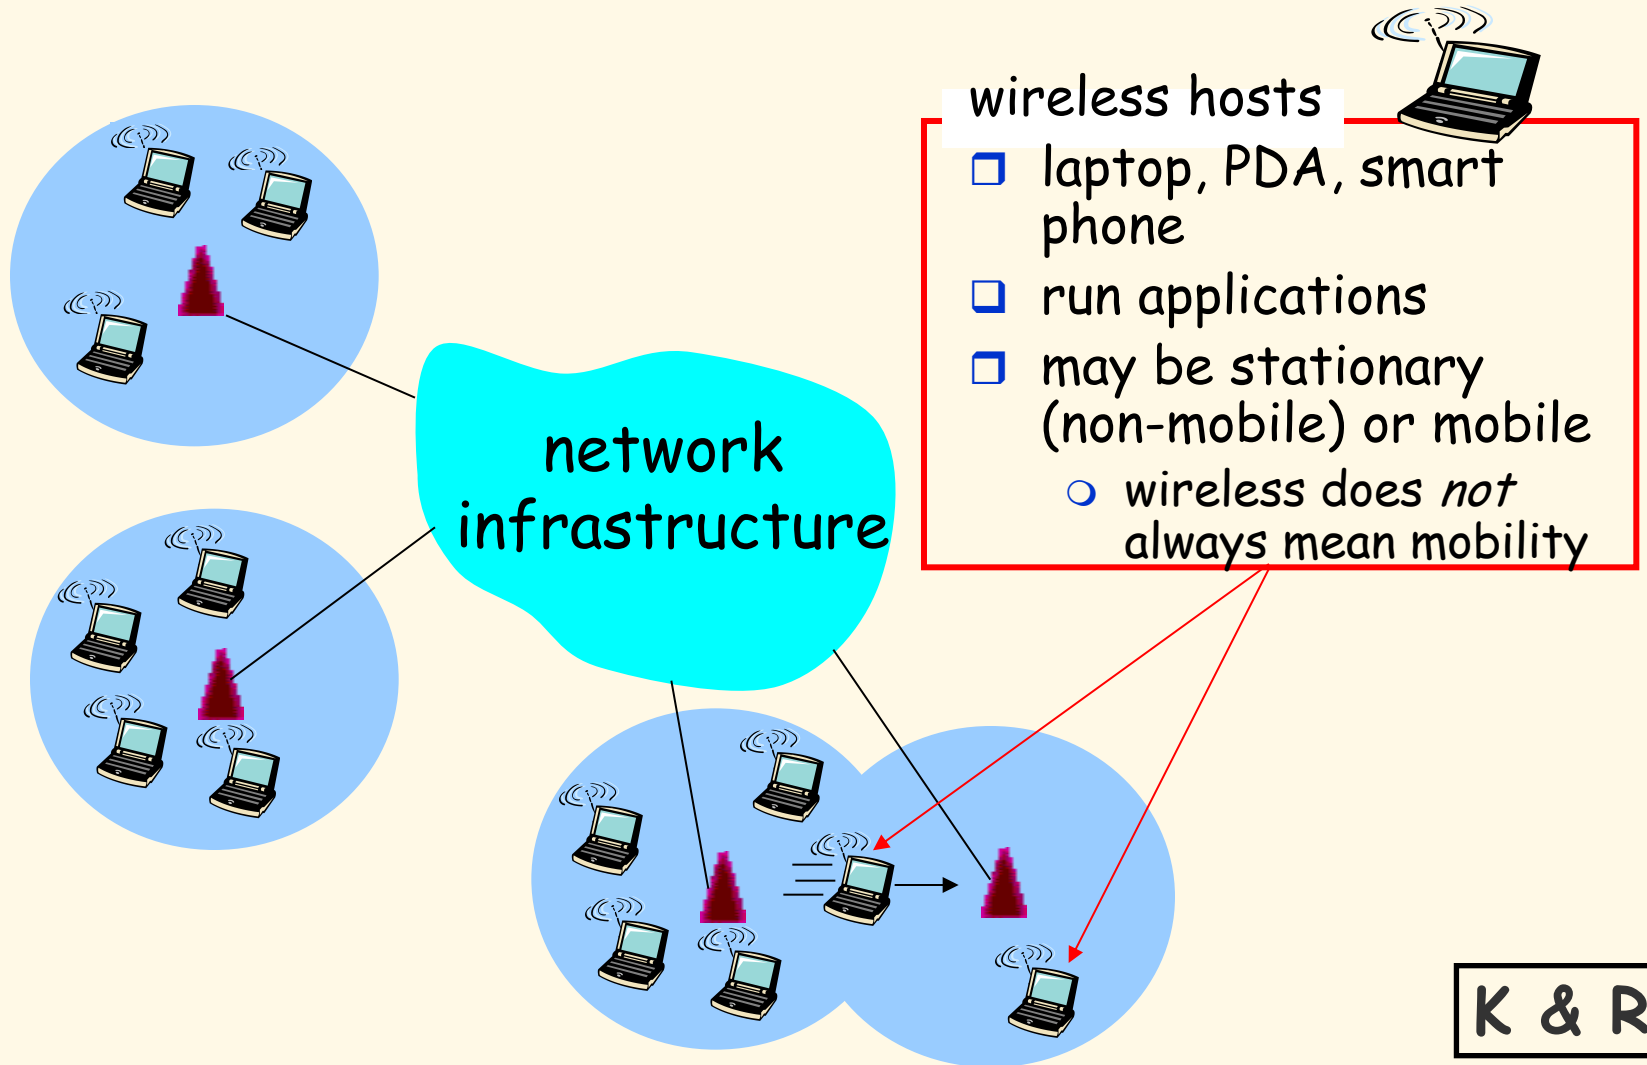 wireless hosts
laptop, PDA, smart
phone
run applications
may be stationary
(non-mobile) or mobile
wireless does not
always mean mobility
network
infrastructure
K & R